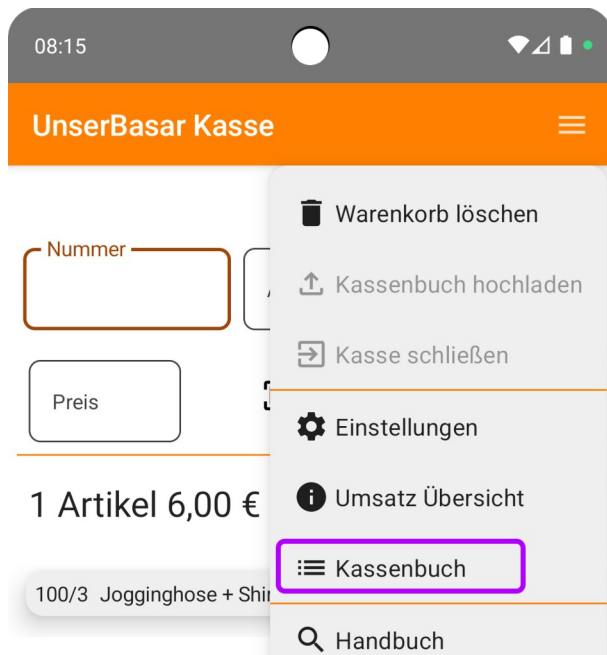 08:15
UnserBasar Kasse
Warenkorb löschen
Nummer
Kassenbuch hochladen
Kasse schließen
Preis
Einstellungen
1 Artikel 6,00 €
Umsatz Übersicht
Kassenbuch
100/3 Jogginghose +
Handbuch